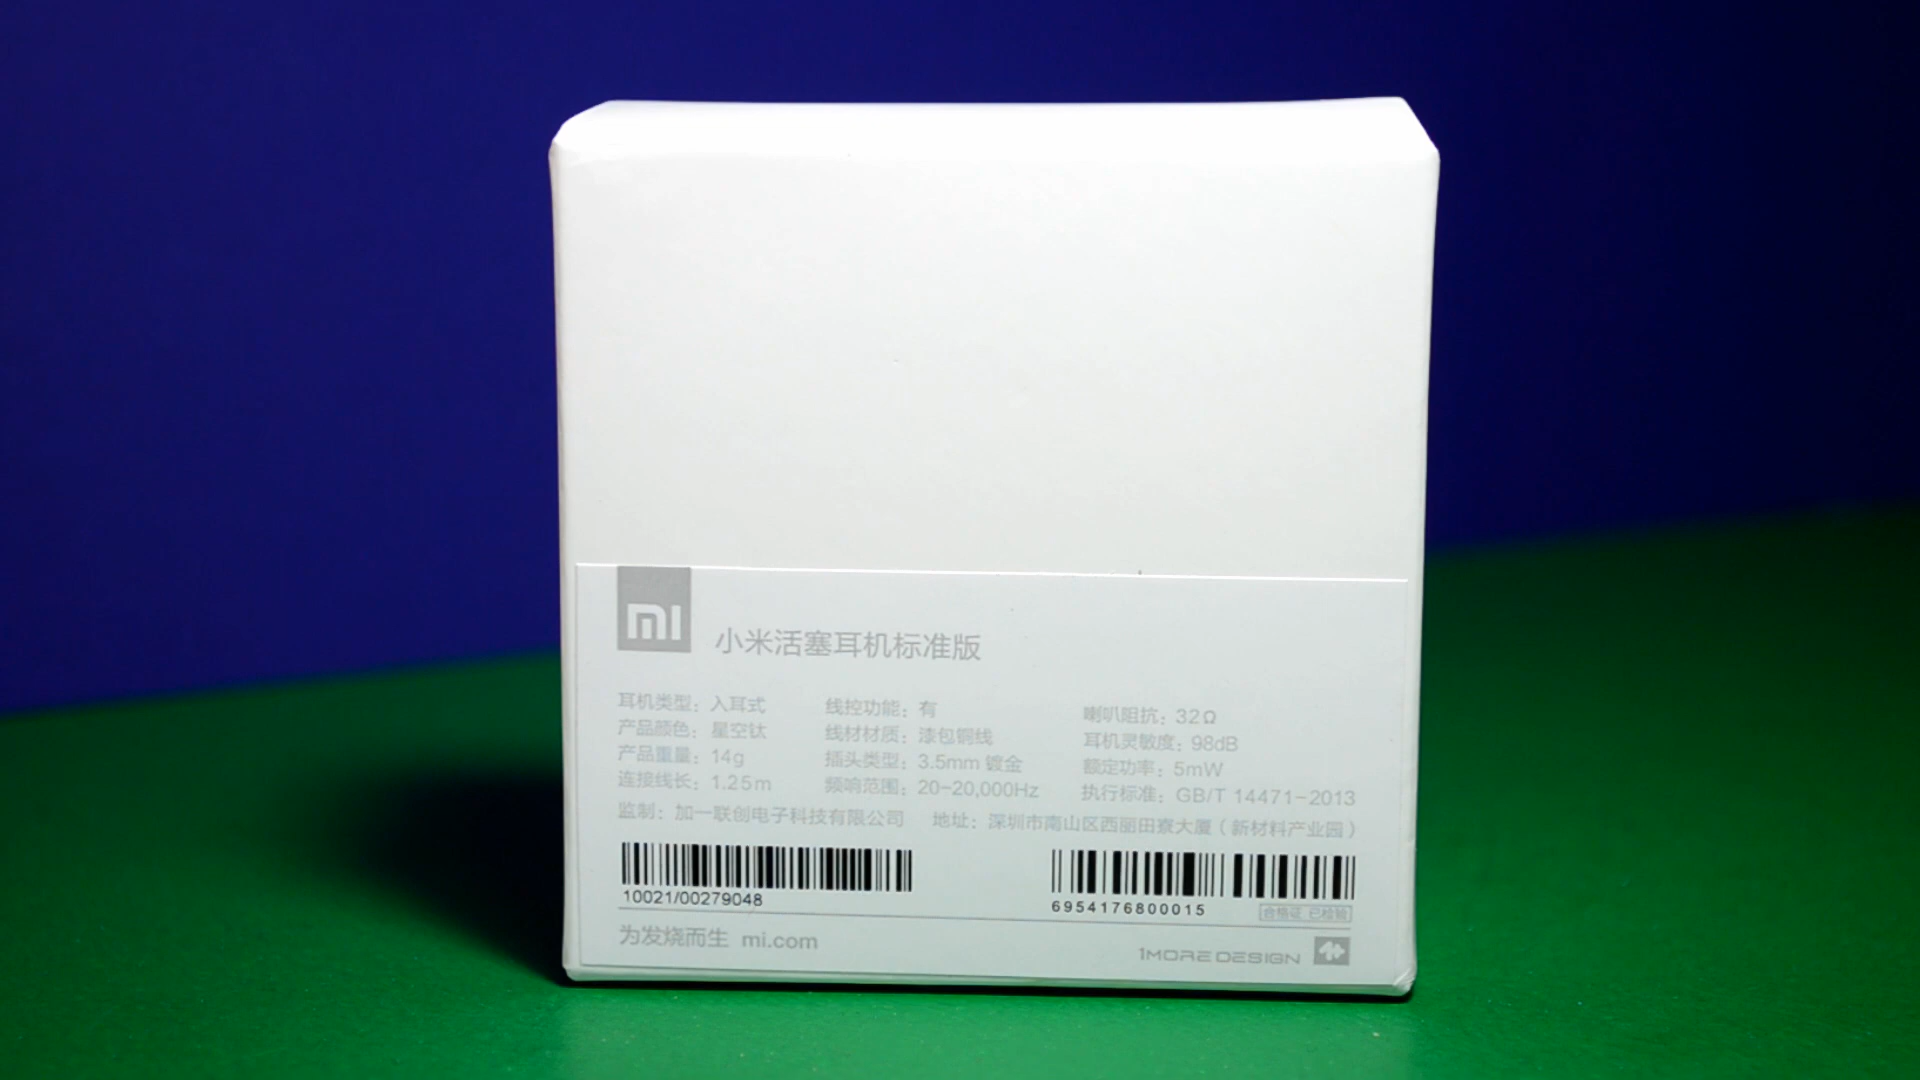 mi
小米活塞耳机标准版
耳机类型：入耳式 线控功能：有 喇叭阻抗：32Ω
产品颜色：星空钛 线材材质：漆包铜线 耳机灵敏度：98dB
产品重量：14g 插头类型：3.5mm 镀金 额定功率：5mW
连接线长：1.25m 频响范围：20-20,000Hz 执行标准：GB/T 14471-2013
监制：加一联创电子科技有限公司 地址：深圳市南山区西丽田寮大厦（新材料产业园）
10021/00279048 6954176800015 合格证 已检验
为发烧而生 mi.com 1MORE DESIGN